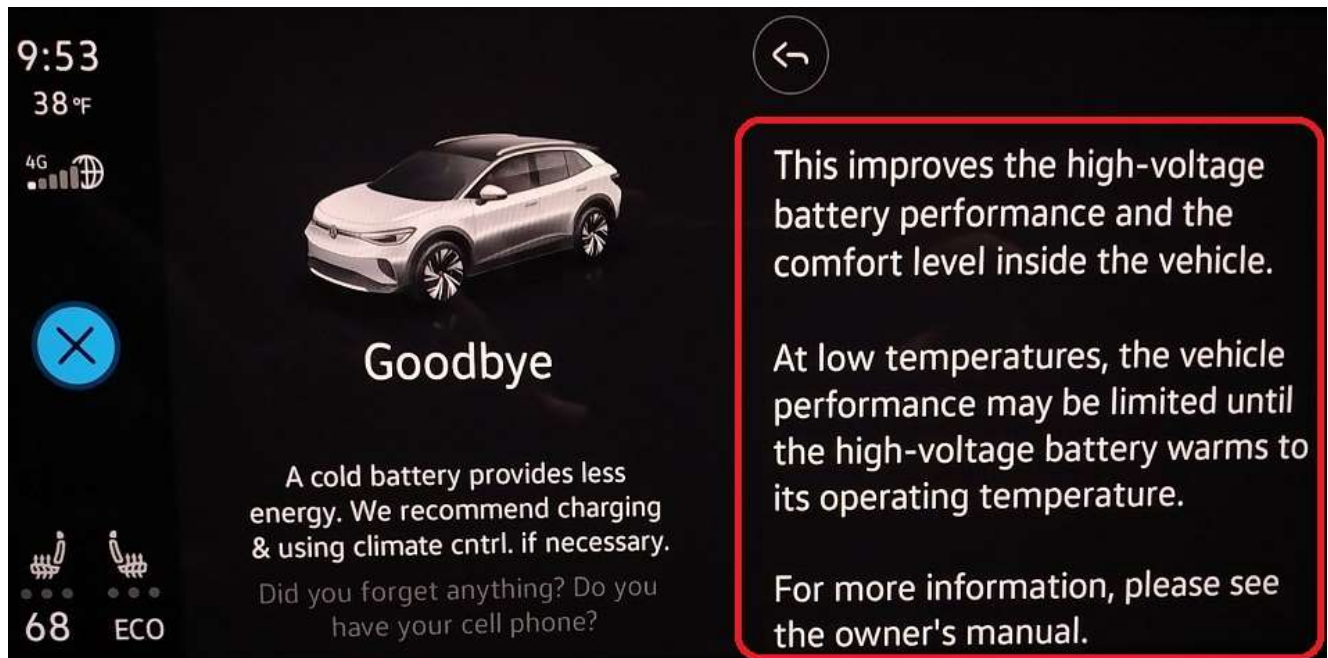 9:53
38 °F
4G
68 ECO
Goodbye
A cold battery provides less
energy. We recommend charging
& using climate cntrl. if necessary.
Did you forget anything? Do you
have your cell phone?
This improves the high-voltage
battery performance and the
comfort level inside the vehicle.
At low temperatures, the vehicle
performance may be limited until
the high-voltage battery warms to
its operating temperature.
For more information, please see
the owner's manual.